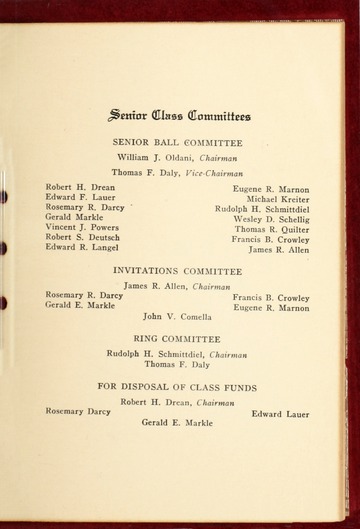 Senior Class Committees
SENIOR BALL COMMITTEE
William J. Oldani, Chairman
Thomas F. Daly, Vice-Chairman
Robert H. Drean
Edward F. Lauer
Rosemary R. Darcy
Gerald Markle
Vincent J. Powers
Robert S. Deutsch
Edward R. Langel
Eugene R. Marnon
Michael Kreiter
Rudolph H. Schmittdiel
Wesley D. Schellig
Thomas R. Quilter
Francis B. Crowley
James R. Allen
INVITATIONS COMMITTEE
James R. Allen, Chairman
Rosemary R. Darcy
Gerald E. Markle
Francis B. Crowley
Eugene R. Marnon
John V. Comella
RING COMMITTEE
Rudolph H. Schmittdiel, Chairman
Thomas F. Daly
FOR DISPOSAL OF CLASS FUNDS
Robert H. Drean, Chairman
Rosemary Darcy
Edward Lauer
Gerald E. Markle